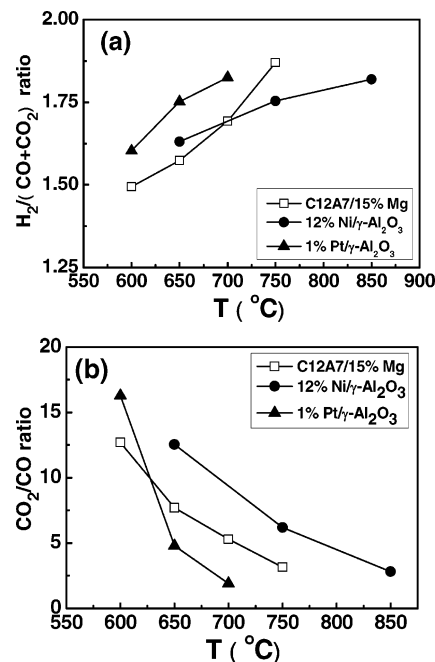 (a)
2.00
1.75
1.50
1.25
H₂/( CO+CO₂) ratio
C12A7/15% Mg
12% Ni/γ-Al₂O₃
1% Pt/γ-Al₂O₃
550 600 650 700 750 800 850 900
T ( °C)
(b)
20
15
10
5
0
CO₂/CO ratio
C12A7/15% Mg
12% Ni/γ-Al₂O₃
1% Pt/γ-Al₂O₃
550 600 650 700 750 800 850
T ( °C)